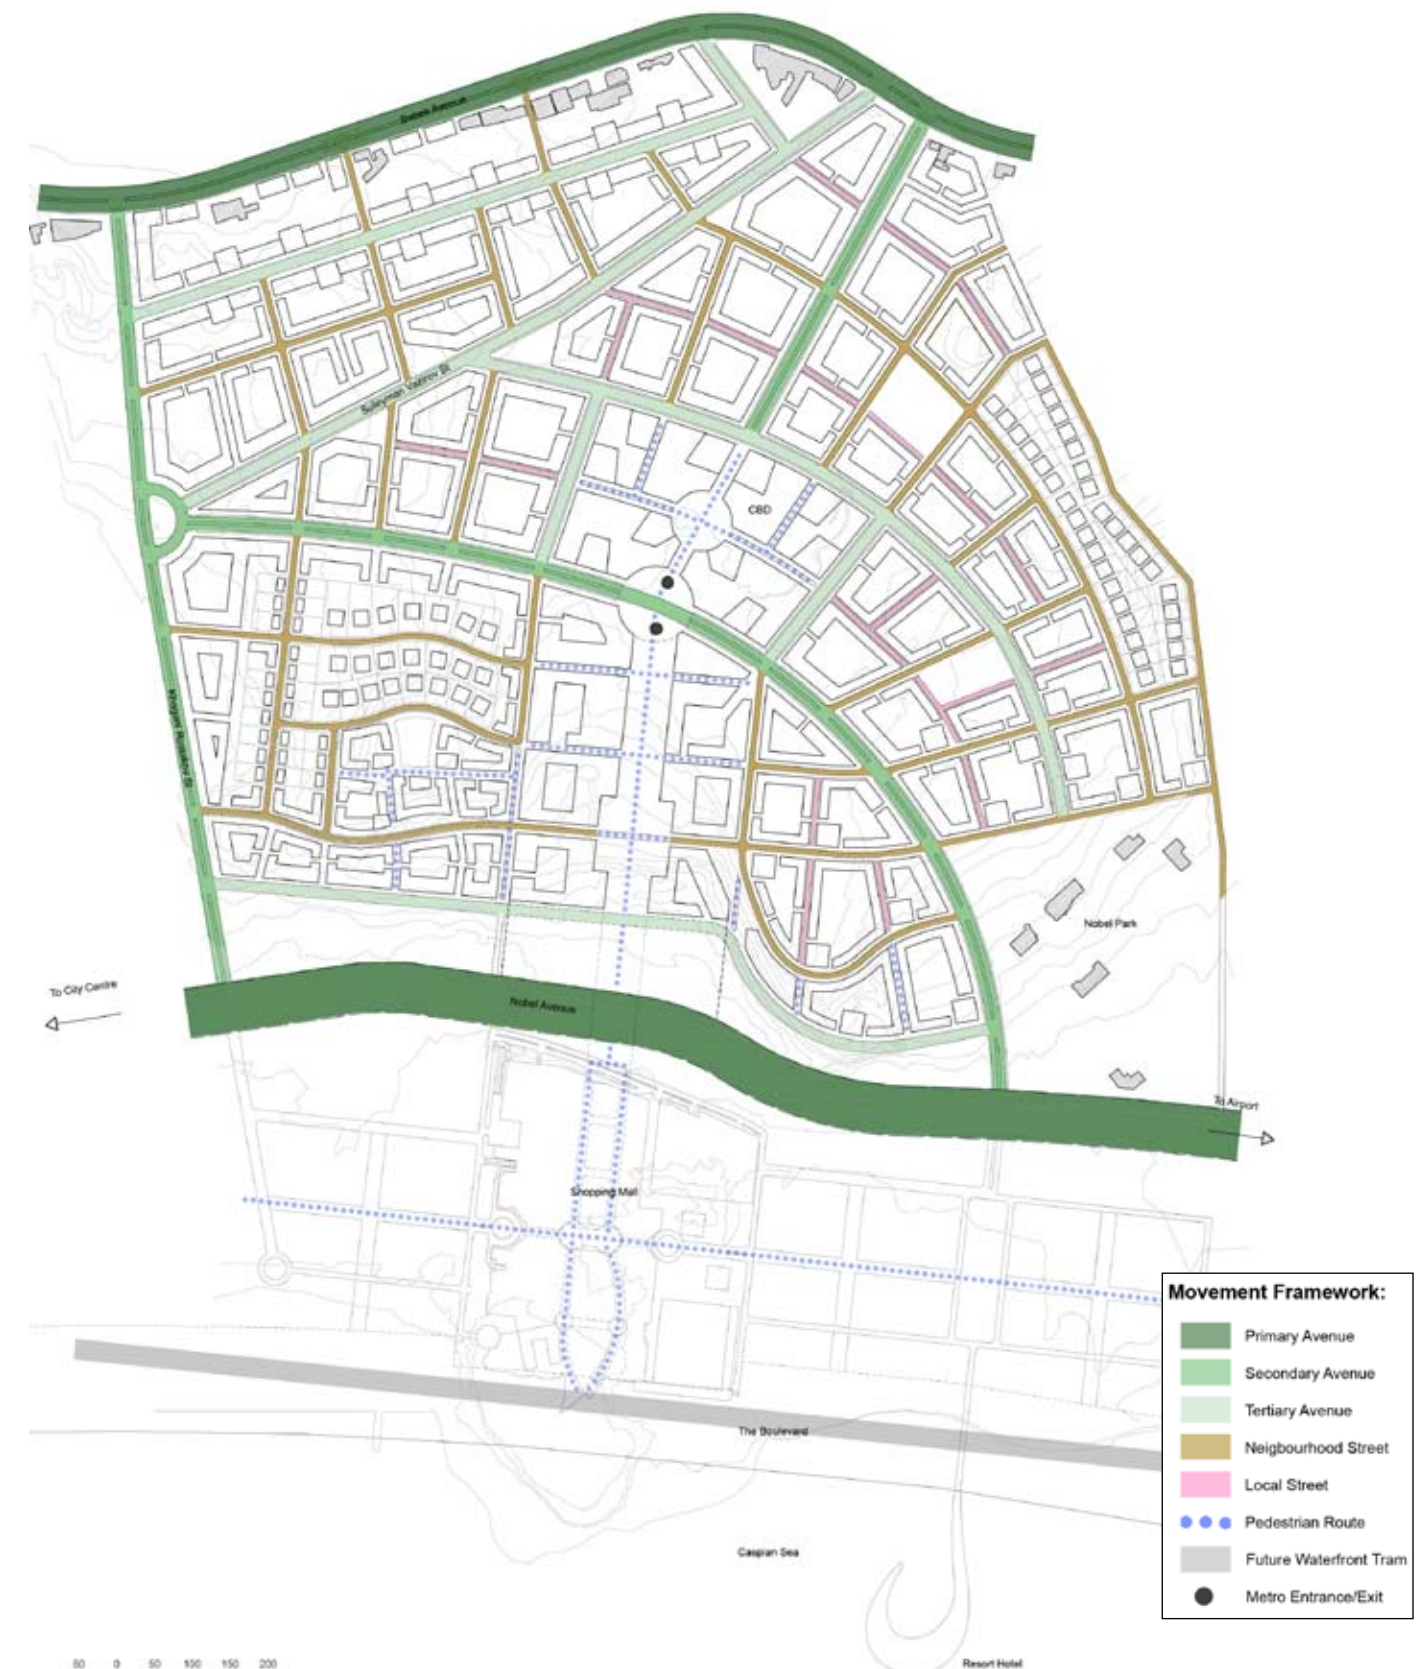 Babek Avenue
Suleyman Vazirov St.
CBD
Nobel Park
To City Centre
Nobel Avenue
To Airport
Shopping Mall
The Boulevard
Caspian Sea
Resort Hotel
50 0 50 100 150 200
Movement Framework:
Primary Avenue
Secondary Avenue
Tertiary Avenue
Neigbourhood Street
Local Street
Pedestrian Route
Future Waterfront Tram
Metro Entrance/Exit